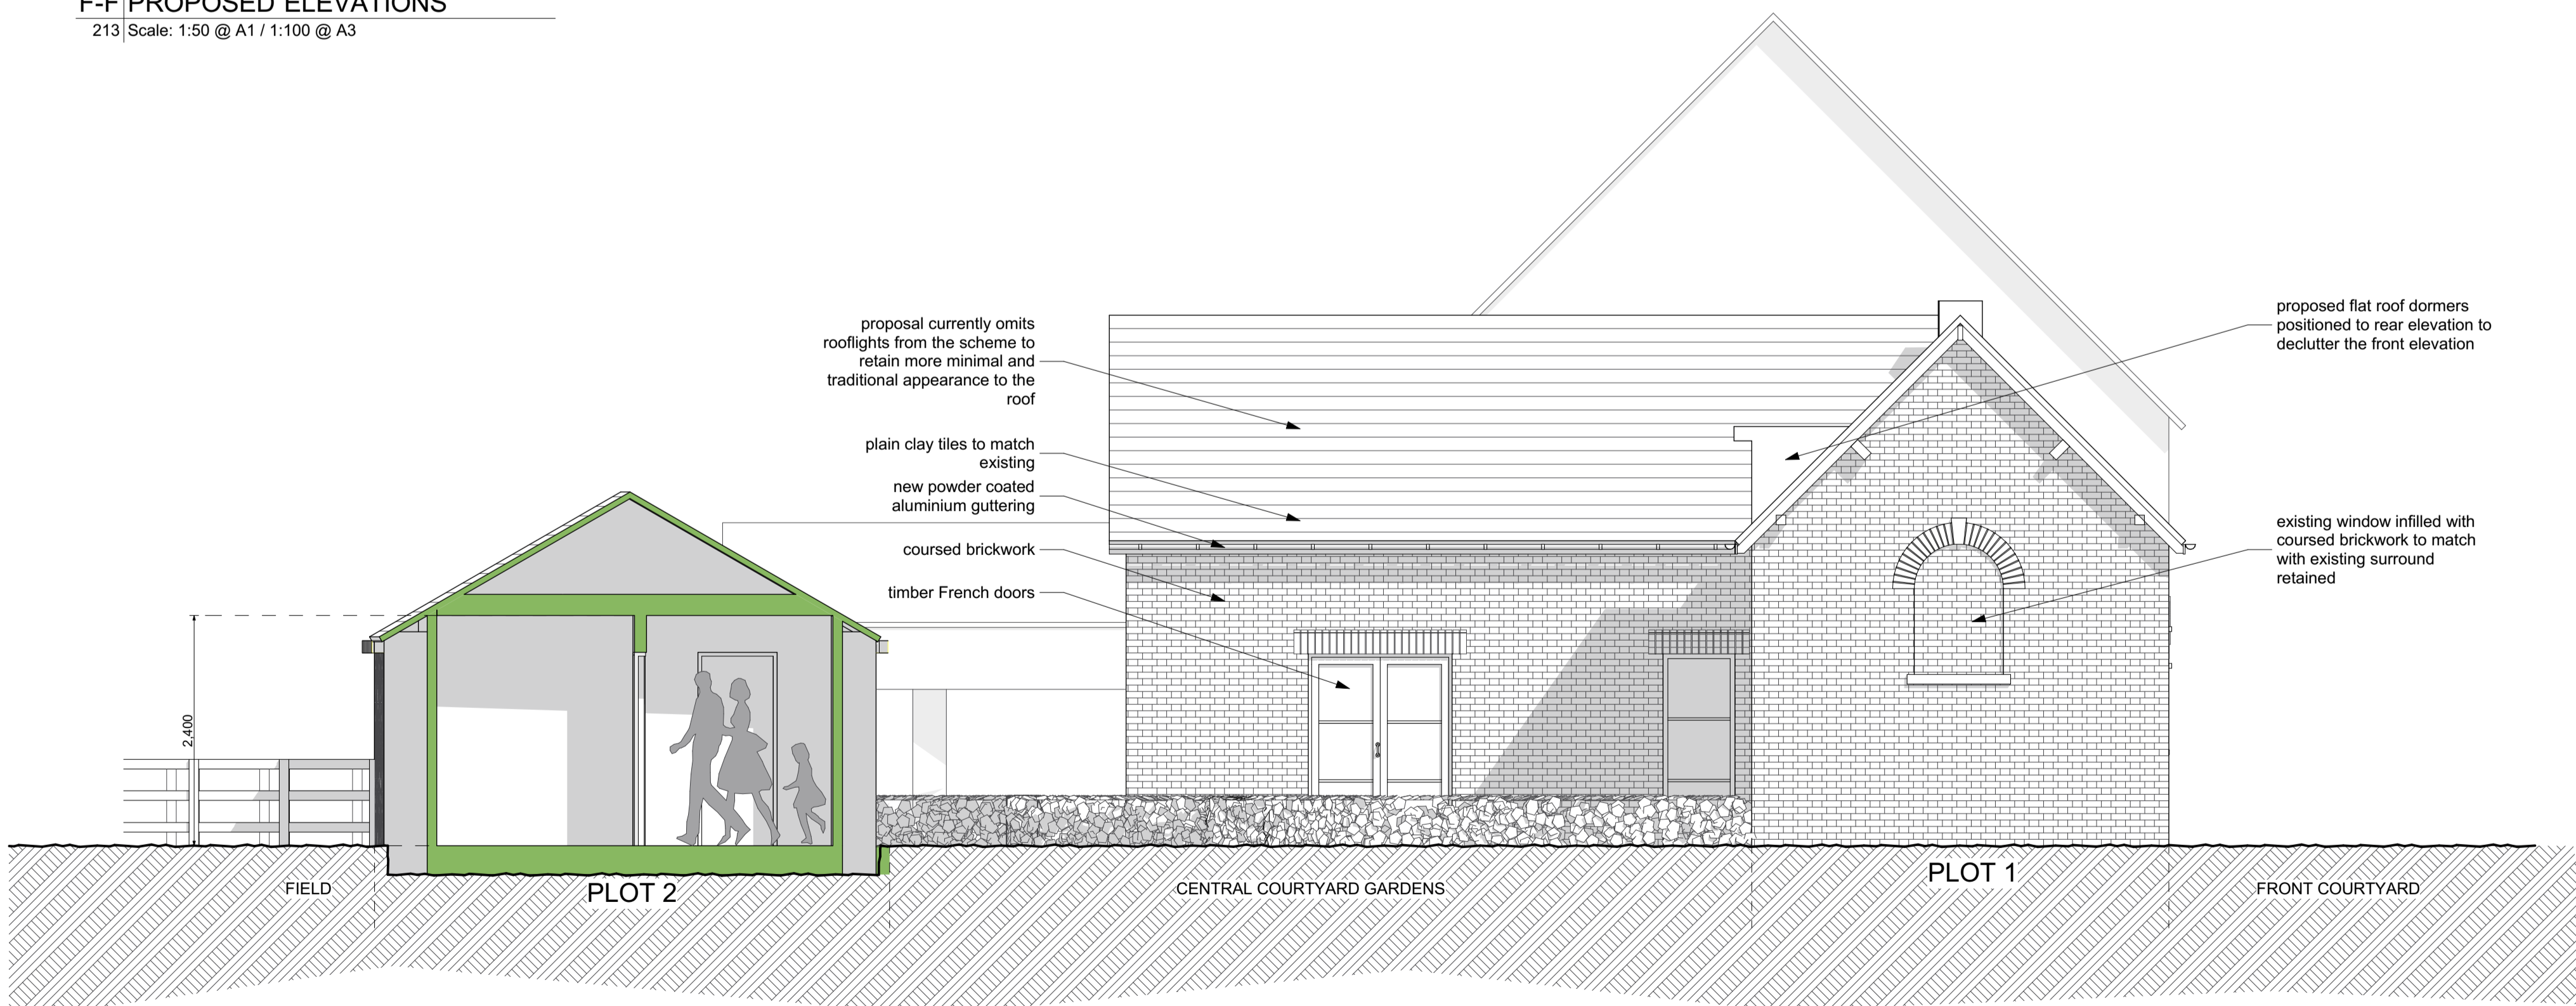 F-F PROPOSED ELEVATIONS
213 Scale: 1:50 @ A1 / 1:100 @ A3
proposal currently omits
rooflights from the scheme to
retain more minimal and
traditional appearance to the
roof
plain clay tiles to match
existing
new powder coated
aluminium guttering
coursed brickwork
timber French doors
proposed flat roof dormers
positioned to rear elevation to
declutter the front elevation
existing window infilled with
coursed brickwork to match
with existing surround
retained
2,400
FIELD
PLOT 2
CENTRAL COURTYARD GARDENS
PLOT 1
FRONT COURTYARD